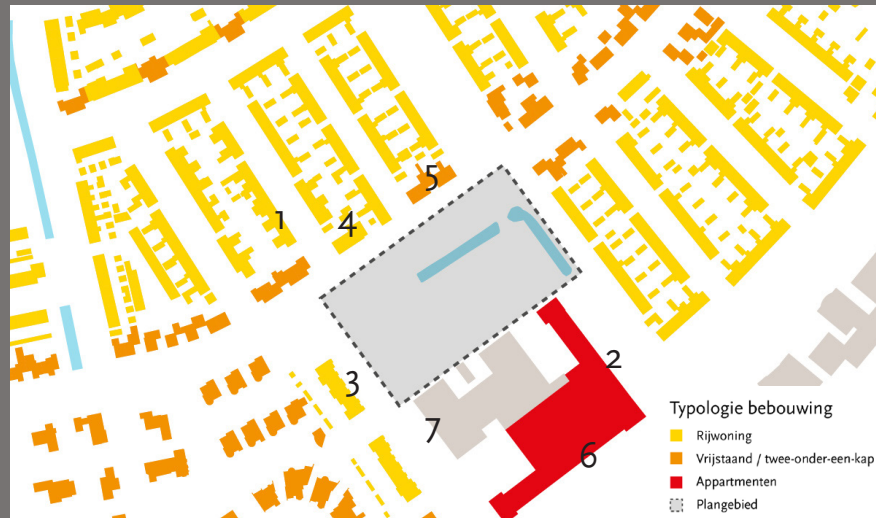 5
1
4
2
3
7
6
Typologie bebouwing
Rijwoning
Vrijstaand / twee-onder-een-kap
Appartmenten
Plangebied